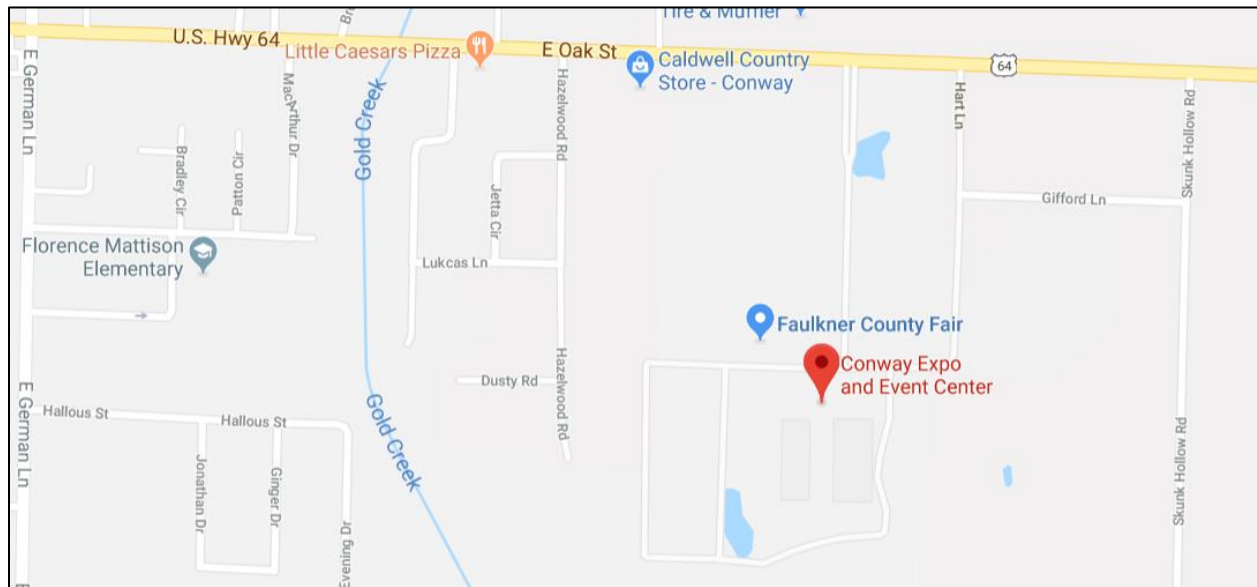 Tire & Muffler
U.S. Hwy 64
Little Caesars Pizza
E Oak St
Caldwell Country
Store - Conway
64
E German Ln
MacArthur Dr
Gold Creek
Hazelwood Rd
Hart Ln
Skunk Hollow Rd
Bradley Cir
Patton Cir
Jetta Cir
Gifford Ln
Florence Mattison
Elementary
Lukcas Ln
Faulkner County Fair
Conway Expo
and Event Center
Dusty Rd
Hazelwood Rd
E German Ln
Hallous St
Hallous St
Gold Creek
Jonathan Dr
Ginger Dr
Evening Dr
Skunk Hollow Rd